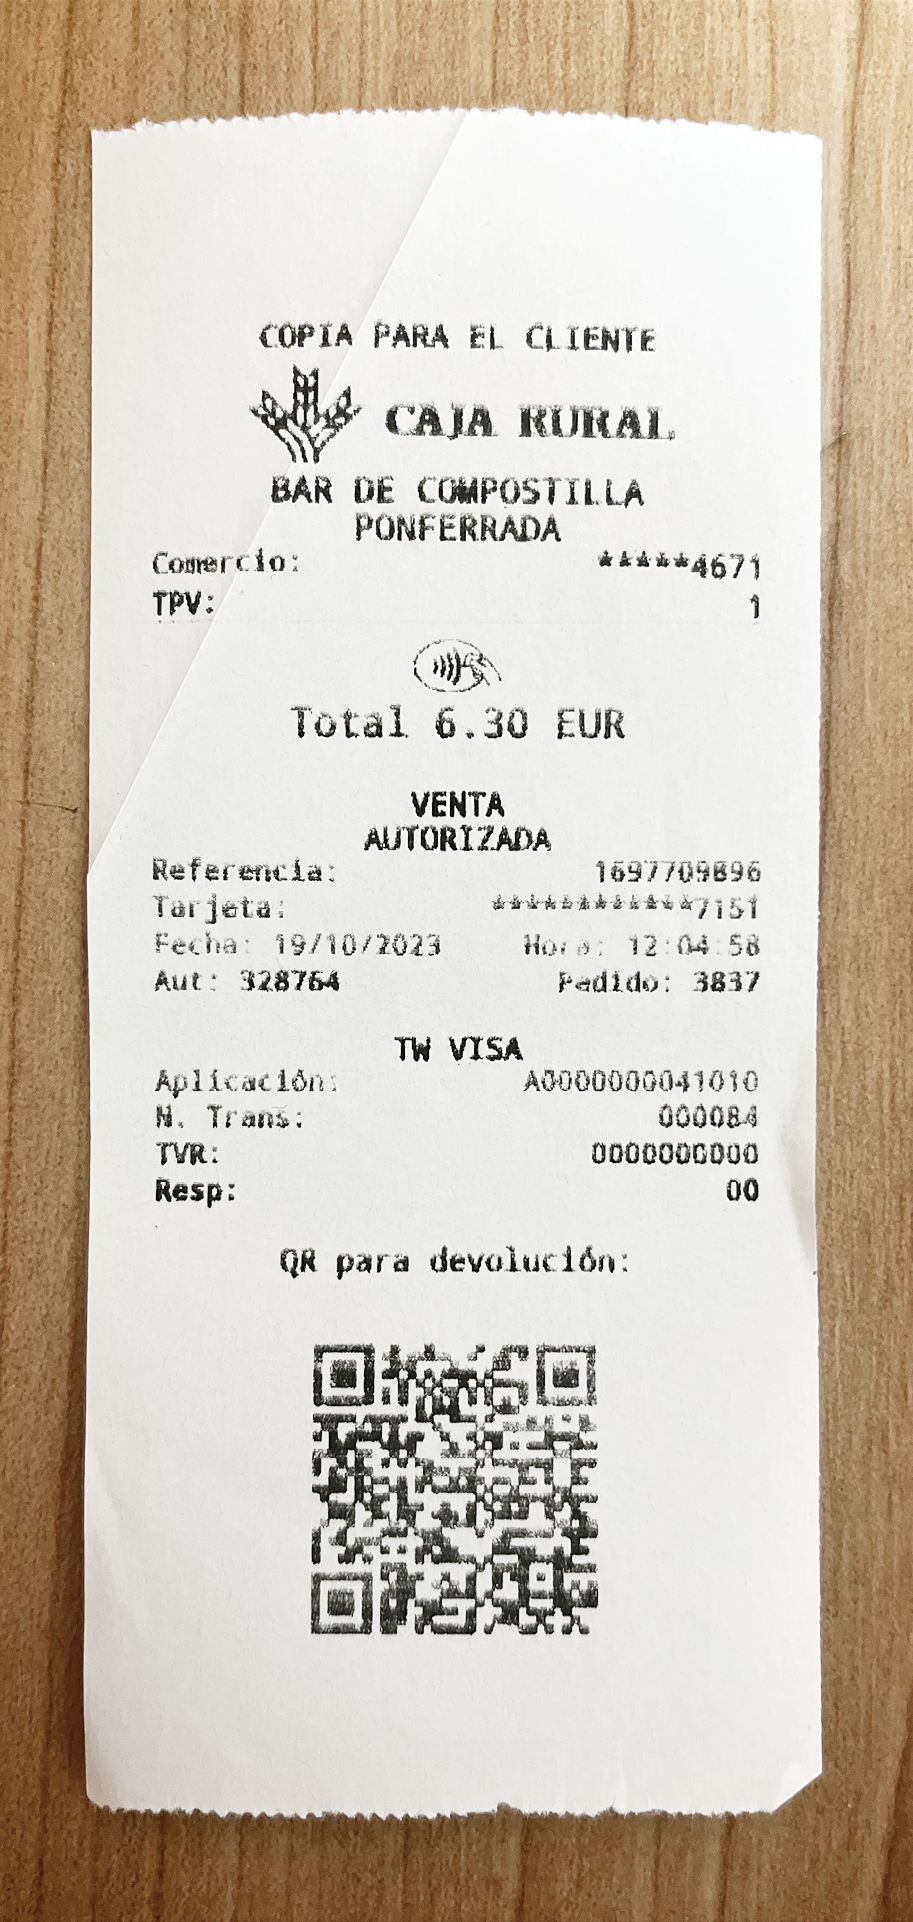 COPIA PARA EL CLIENTE
CAJA RURAL
BAR DE COMPOSTILLA
PONFERRADA
Comercio: *****4671
TPV: 1
Total 6.30 EUR
VENTA
AUTORIZADA
Referencia: 1697709896
Tarjeta: ************7151
Fecha: 19/10/2023 Hora: 12:04:58
Aut: 328764 Pedido: 3837
TW VISA
Aplicación: A0000000041010
N. Trans: 000084
TVR: 0000000000
Resp: 00
QR para devolución: